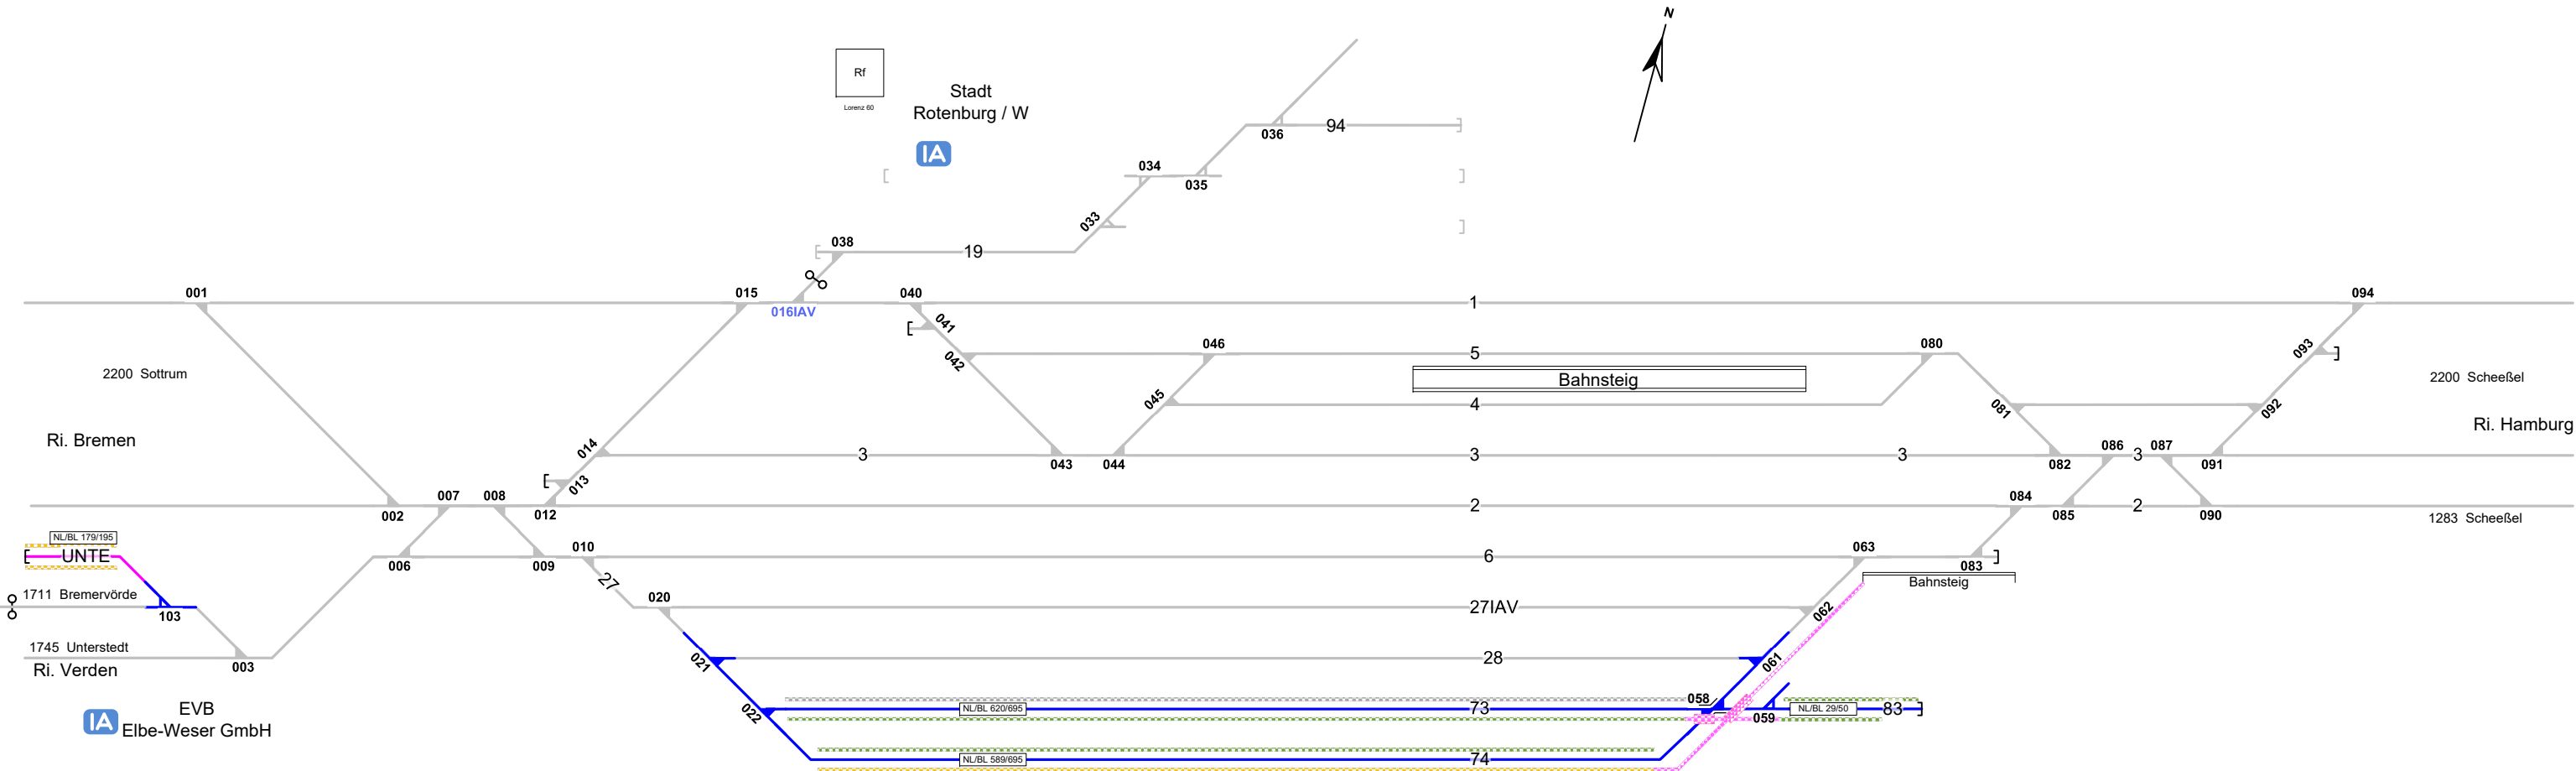 N
Rf
Lorenz 60
Stadt
Rotenburg / W
IA
036
94
034
035
033
038
19
001
015
016IAV
040
1
094
041
042
046
5
080
093
2200 Sottrum
Bahnsteig
2200 Scheeßel
045
4
081
092
Ri. Bremen
Ri. Hamburg
014
3
043
044
3
3
082
086
3
087
091
013
002
007
008
012
2
084
085
2
090
1283 Scheeßel
NL/BL 179/195
UNTE
006
009
010
6
063
083
Bahnsteig
27
1711 Bremervörde
103
020
27IAV
062
1745 Unterstedt
003
Ri. Verden
021
28
061
EVB
IA
Elbe-Weser GmbH
022
NL/BL 620/695
73
058
059
NL/BL 29/50
83
NL/BL 589/695
74